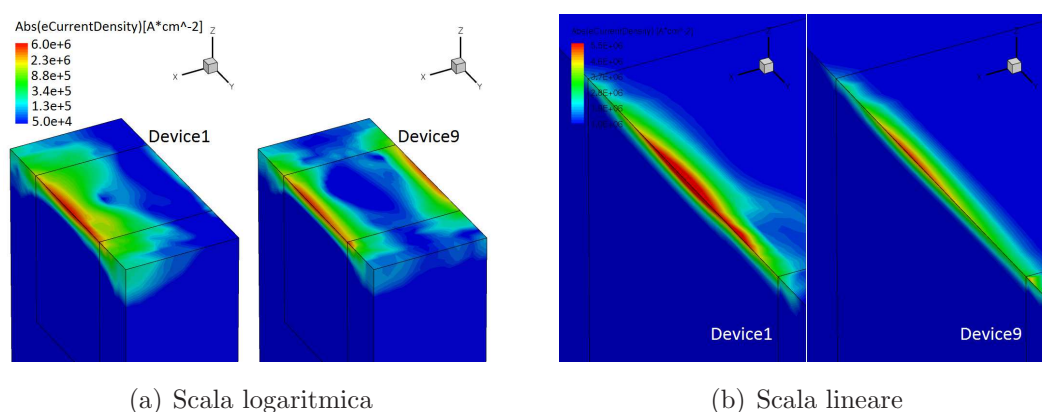 Abs(eCurrentDensity)[A*cm^-2]
6.0e+6
2.3e+6
8.8e+5
3.4e+5
1.3e+5
5.0e+4
Z
X
Y
Z
X
Y
Device1
Device9
Z
X
Y
Z
X
Y
Device1
Device9
(a) Scala logaritmica
(b) Scala lineare